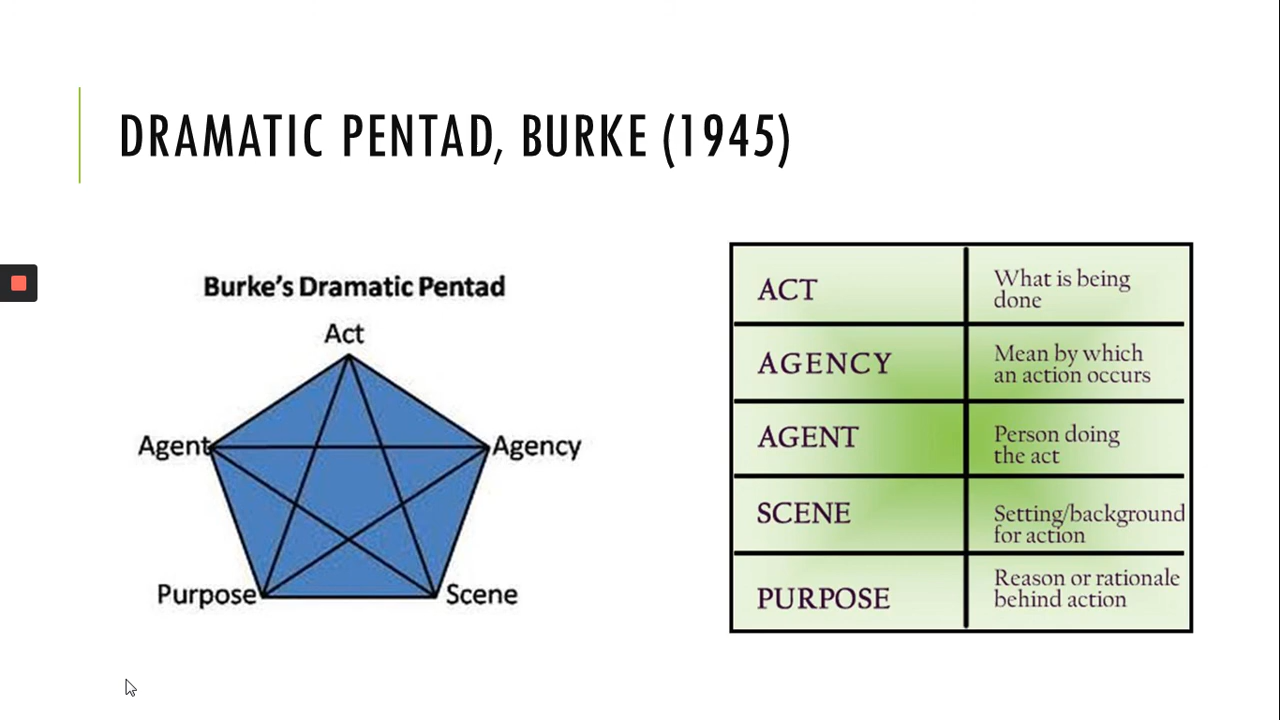 DRAMATIC PENTAD, BURKE (1945)
Burke's Dramatic Pentad
Act
Agent
Agency
Purpose
Scene
ACT
What is being
done
AGENCY
Mean by which
an action occurs
AGENT
Person doing
the act
SCENE
Setting/background
for action
PURPOSE
Reason or rationale
behind action